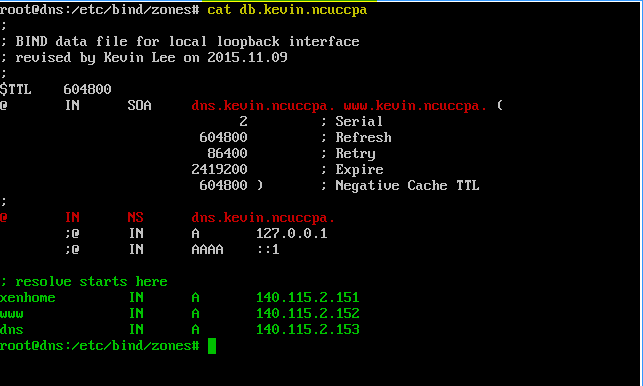 root@dns:/etc/bind/zones# cat db.kevin.ncuccpa
;
; BIND data file for local loopback interface
; revised by Kevin Lee on 2015.11.09
;
$TTL    604800
@       IN      SOA     dns.kevin.ncuccpa. www.kevin.ncuccpa. (
                              2         ; Serial
                         604800         ; Refresh
                          86400         ; Retry
                        2419200         ; Expire
                         604800 )       ; Negative Cache TTL
;
@       IN      NS      dns.kevin.ncuccpa.
        ;@      IN      A       127.0.0.1
        ;@      IN      AAAA    ::1
; resolve starts here
xenhome         IN      A       140.115.2.151
www             IN      A       140.115.2.152
dns             IN      A       140.115.2.153
root@dns:/etc/bind/zones#